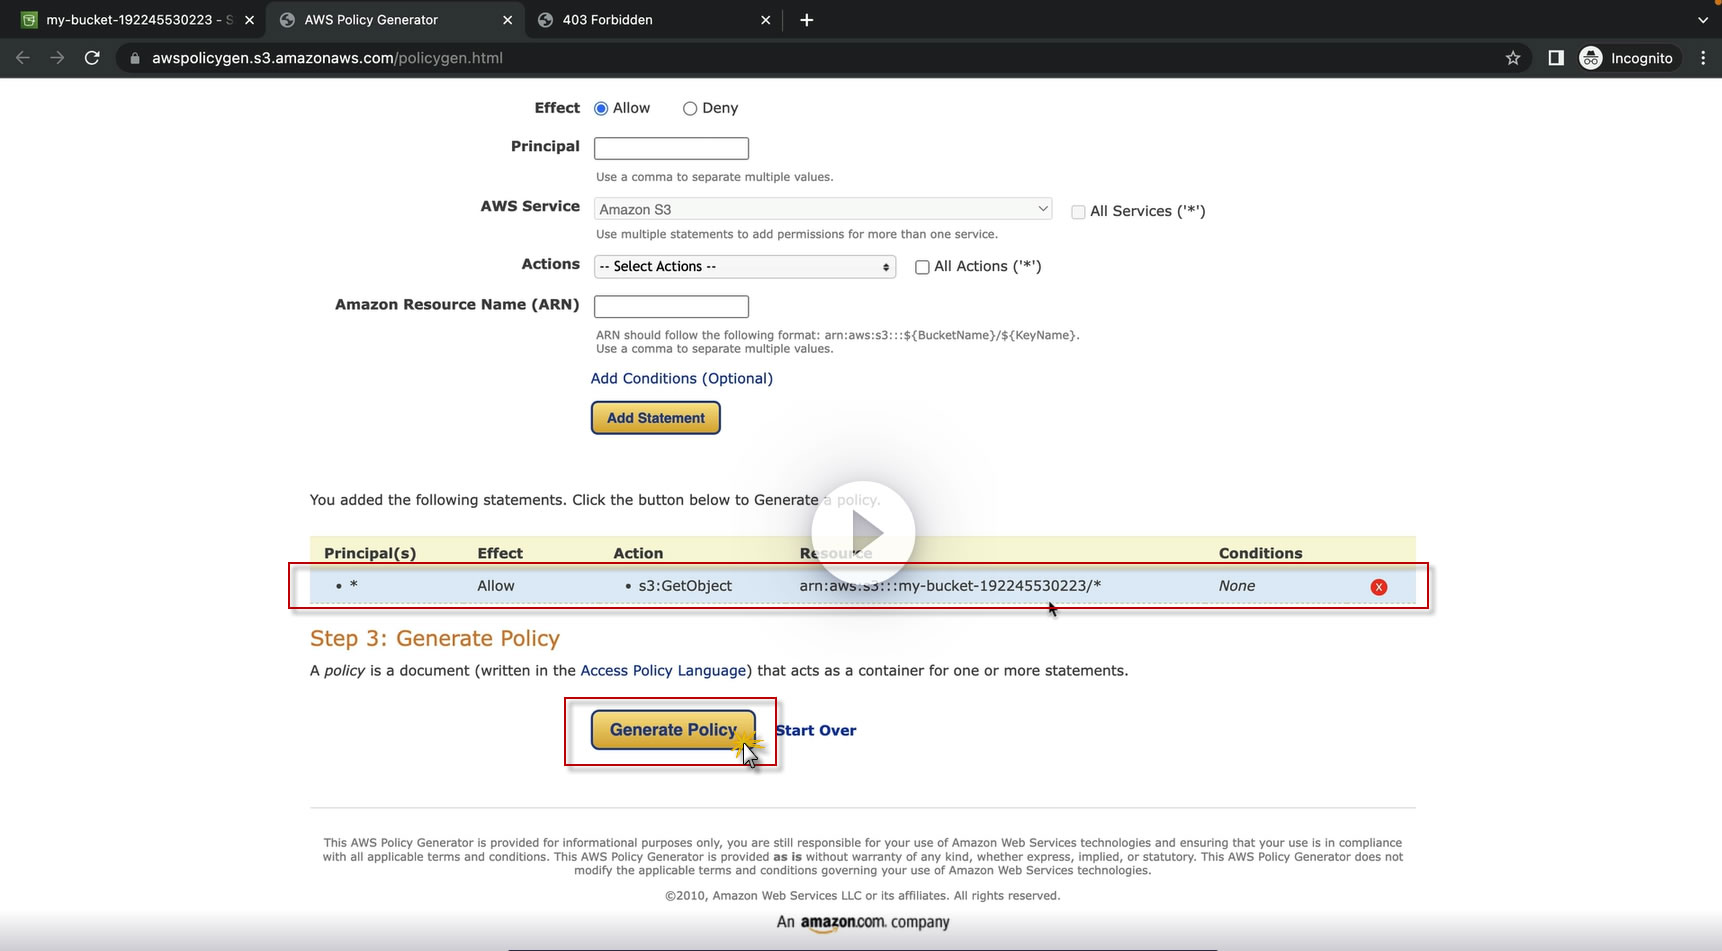 my-bucket-192245530223 - S
AWS Policy Generator
403 Forbidden
awspolicygen.s3.amazonaws.com/policygen.html
Incognito
Effect Allow Deny
Principal
Use a comma to separate multiple values.
AWS Service Amazon S3 All Services ('*')
Use multiple statements to add permissions for more than one service.
Actions -- Select Actions -- All Actions ('*')
Amazon Resource Name (ARN)
ARN should follow the following format: arn:aws:s3:::${BucketName}/${KeyName}.
Use a comma to separate multiple values.
Add Conditions (Optional)
Add Statement
You added the following statements. Click the button below to Generate a policy.
Principal(s) Effect Action Resource Conditions
• * Allow • s3:GetObject arn:aws:s3:::my-bucket-192245530223/* None X
Step 3: Generate Policy
A policy is a document (written in the Access Policy Language) that acts as a container for one or more statements.
Generate Policy Start Over
This AWS Policy Generator is provided for informational purposes only, you are still responsible for your use of Amazon Web Services technologies and ensuring that your use is in compliance
with all applicable terms and conditions. This AWS Policy Generator is provided as is without warranty of any kind, whether express, implied, or statutory. This AWS Policy Generator does not
modify the applicable terms and conditions governing your use of Amazon Web Services technologies.
©2010, Amazon Web Services LLC or its affiliates. All rights reserved.
An amazon.com. company